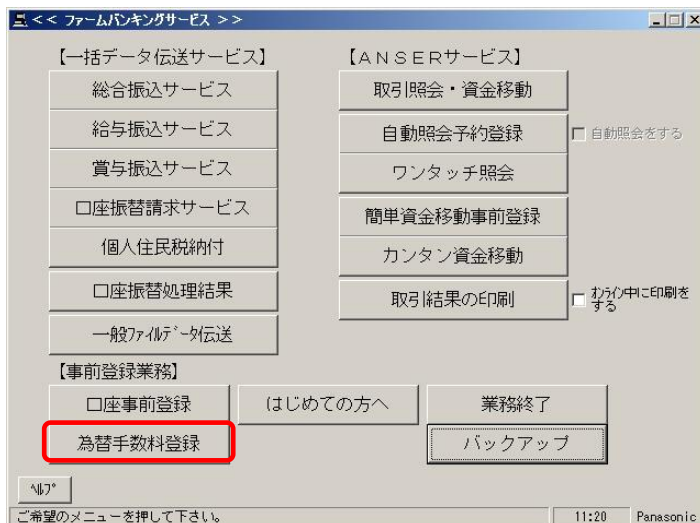 << ファームバンキングサービス >>
【一括データ伝送サービス】
総合振込サービス
給与振込サービス
賞与振込サービス
口座振替請求サービス
個人住民税納付
口座振替処理結果
一般ファイルデータ伝送
【ANSERサービス】
取引照会・資金移動
自動照会予約登録
自動照会をする
ワンタッチ照会
簡単資金移動事前登録
カンタン資金移動
取引結果の印刷
オンライン中に印刷を
する
【事前登録業務】
口座事前登録
はじめての方へ
業務終了
為替手数料登録
バックアップ
ヘルプ
ご希望のメニューを押して下さい。
11:20
Panasonic